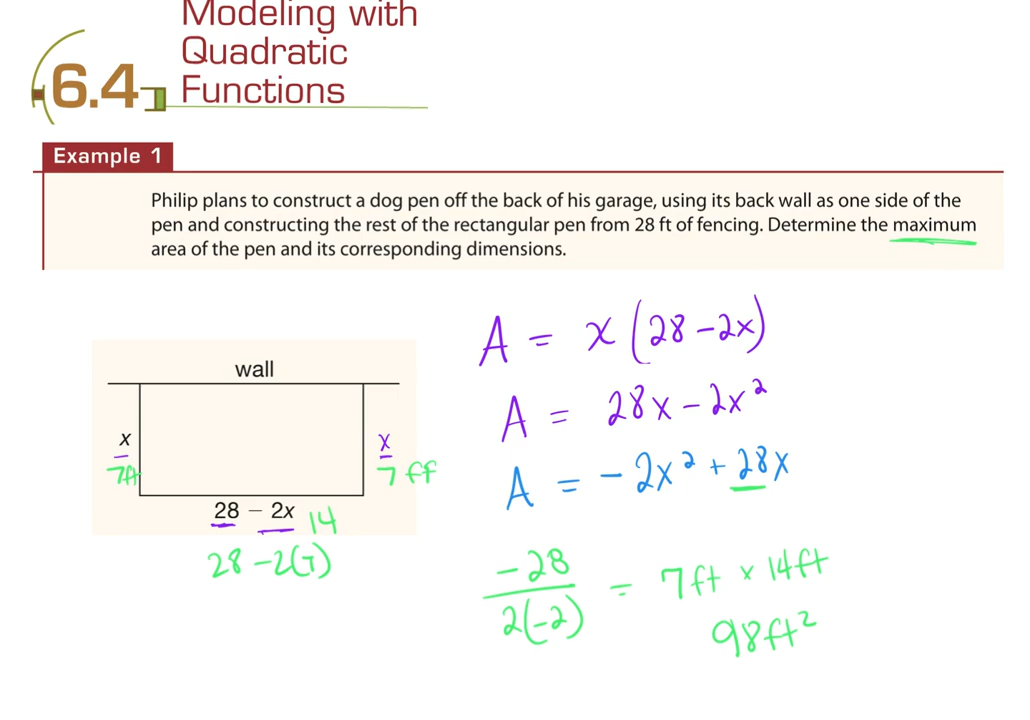 Modeling with
Quadratic
6.4 Functions
Example 1
Philip plans to construct a dog pen off the back of his garage, using its back wall as one side of the
pen and constructing the rest of the rectangular pen from 28 ft of fencing. Determine the maximum
area of the pen and its corresponding dimensions.
A = x (28 - 2x)
wall
A = 28x - 2x²
x
x
7ft
7 ff
A = - 2x² + 28x
28 – 2x 14
28 - 2(7)
-28
2(-2)
= 7ft x 14ft
98ft²